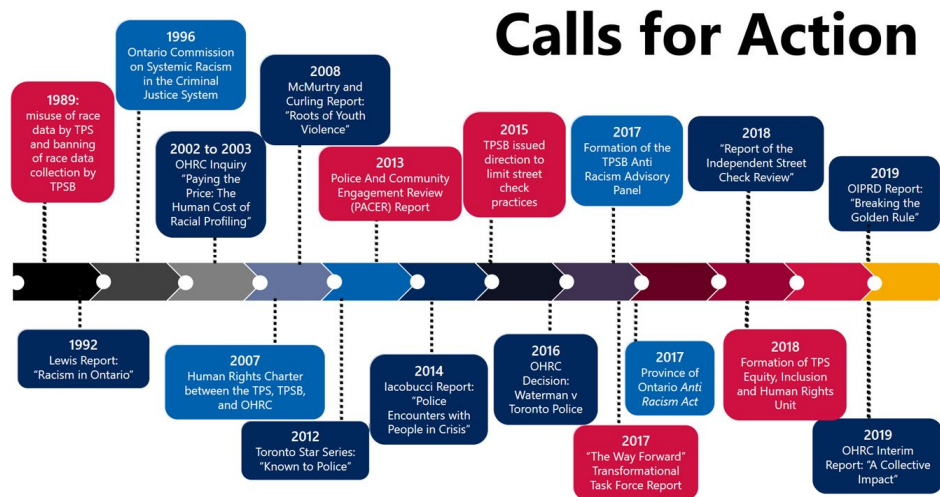 Calls for Action
1989:
misuse of race
data by TPS
and banning
of race data
collection by
TPSB
1996
Ontario Commission
on Systemic Racism
in the Criminal
Justice System
2002 to 2003
OHRC Inquiry
"Paying the
Price: The
Human Cost of
Racial Profiling"
2008
McMurtry and
Curling Report:
"Roots of Youth
Violence"
2013
Police And Community
Engagement Review
(PACER) Report
2015
TPSB issued
direction to
limit street
check
practices
2017
Formation of the
TPSB Anti
Racism Advisory
Panel
2018
"Report of the
Independent Street
Check Review"
2019
OIPRD Report:
"Breaking the
Golden Rule"
1992
Lewis Report:
"Racism in Ontario"
2007
Human Rights Charter
between the TPS, TPSB,
and OHRC
2012
Toronto Star Series:
"Known to Police"
2014
Iacobucci Report:
"Police
Encounters with
People in Crisis"
2016
OHRC
Decision:
Waterman v
Toronto Police
2017
"The Way Forward"
Transformational
Task Force Report
2017
Province of
Ontario Anti
Racism Act
2018
Formation of TPS
Equity, Inclusion
and Human Rights
Unit
2019
OHRC Interim
Report: "A Collective
Impact"